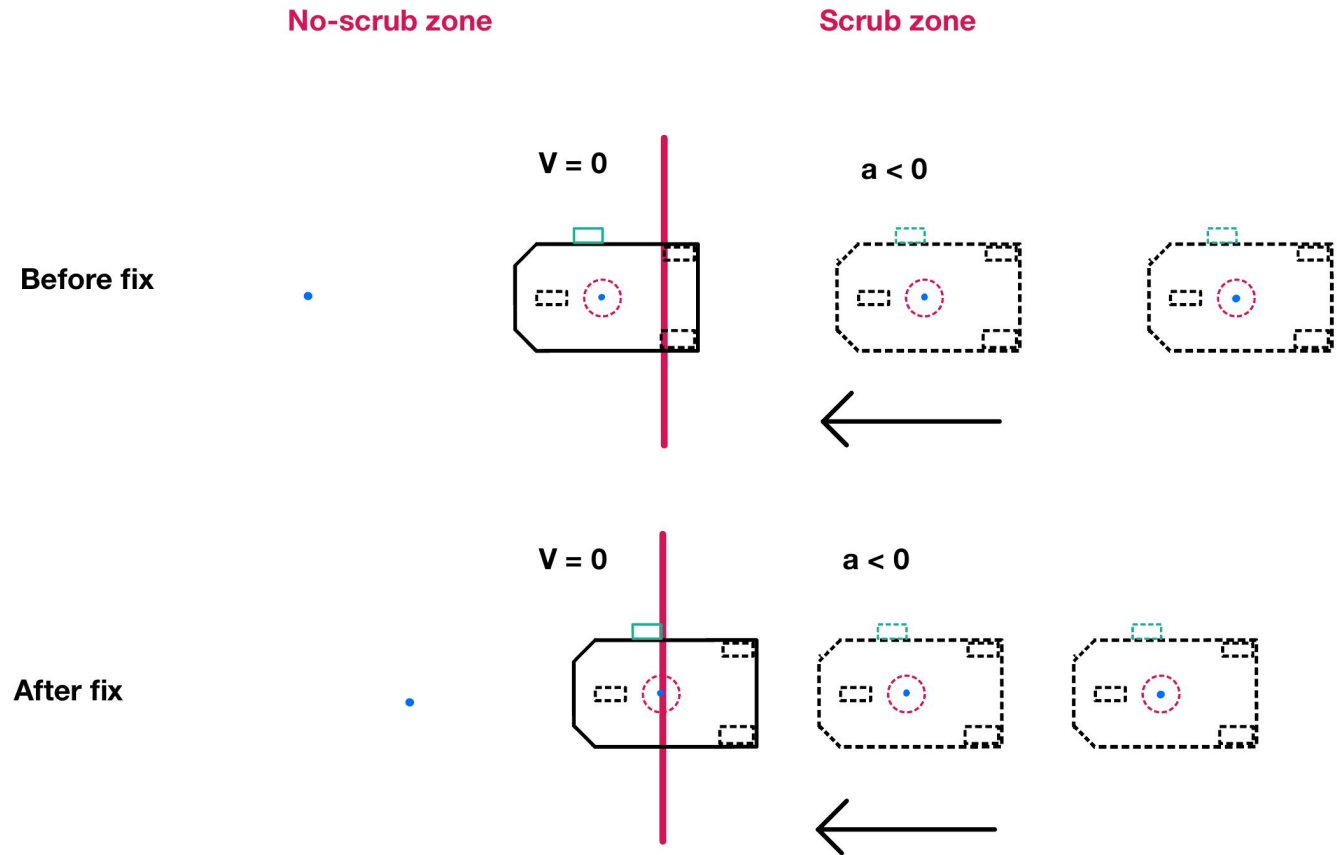 No-scrub zone
Scrub zone
V = 0
a < 0
Before fix
V = 0
a < 0
After fix